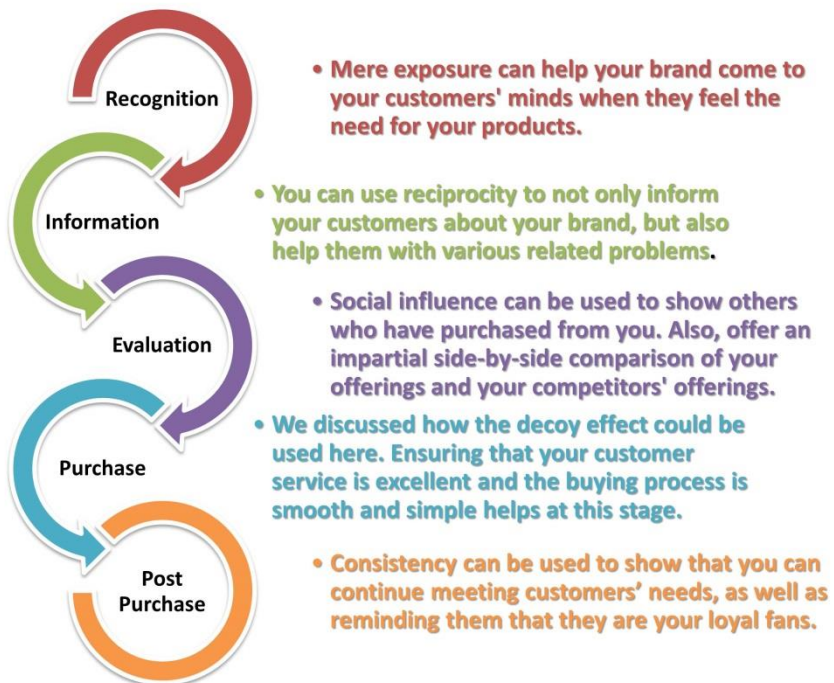 Recognition
• Mere exposure can help your brand come to
your customers' minds when they feel the
need for your products.
Information
• You can use reciprocity to not only inform
your customers about your brand, but also
help them with various related problems.
Evaluation
• Social influence can be used to show others
who have purchased from you. Also, offer an
impartial side-by-side comparison of your
offerings and your competitors' offerings.
Purchase
• We discussed how the decoy effect could be
used here. Ensuring that your customer
service is excellent and the buying process is
smooth and simple helps at this stage.
Post
Purchase
• Consistency can be used to show that you can
continue meeting customers’ needs, as well as
reminding them that they are your loyal fans.